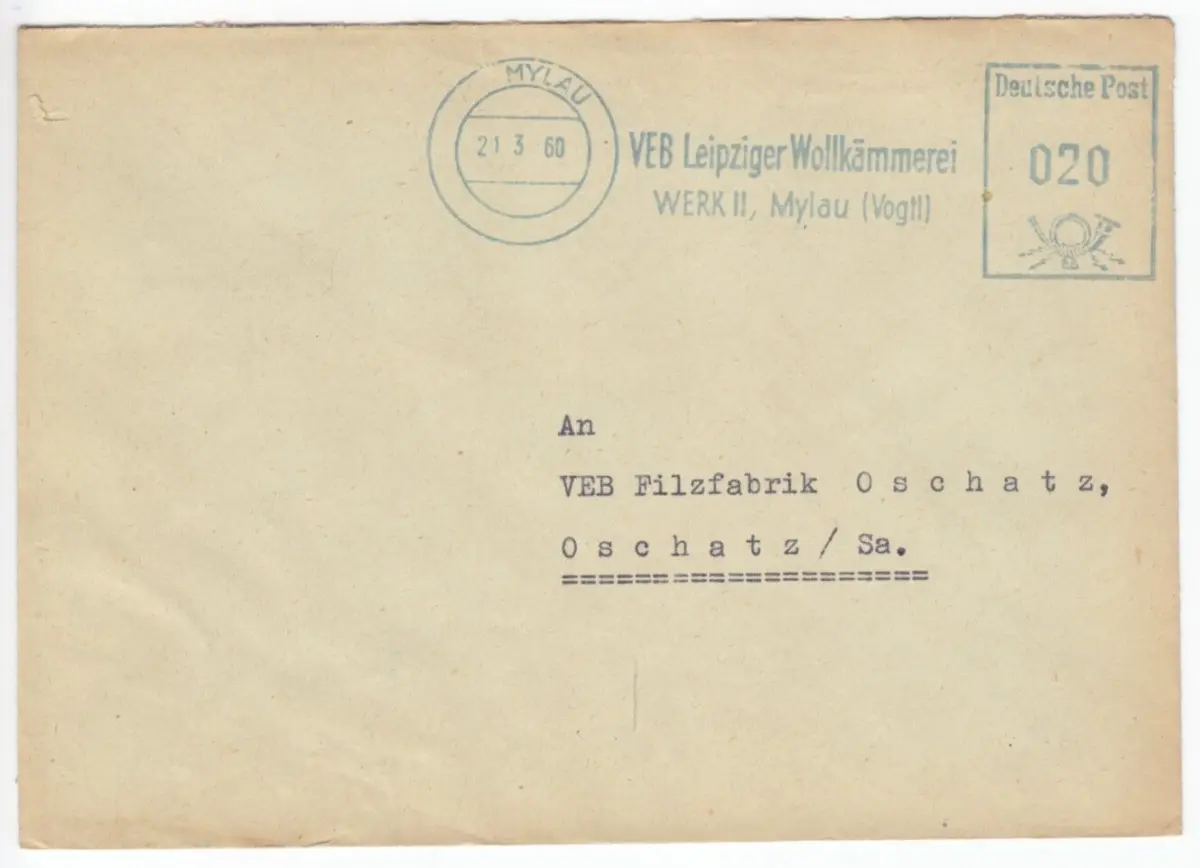 MYLAU
21 3 60
VEB Leipziger Wollkämmerei
WERK II, Mylau (Vogtl)
Deutsche Post
020
An
VEB Filzfabrik O s c h a t z,
O s c h a t z / Sa.
=====================